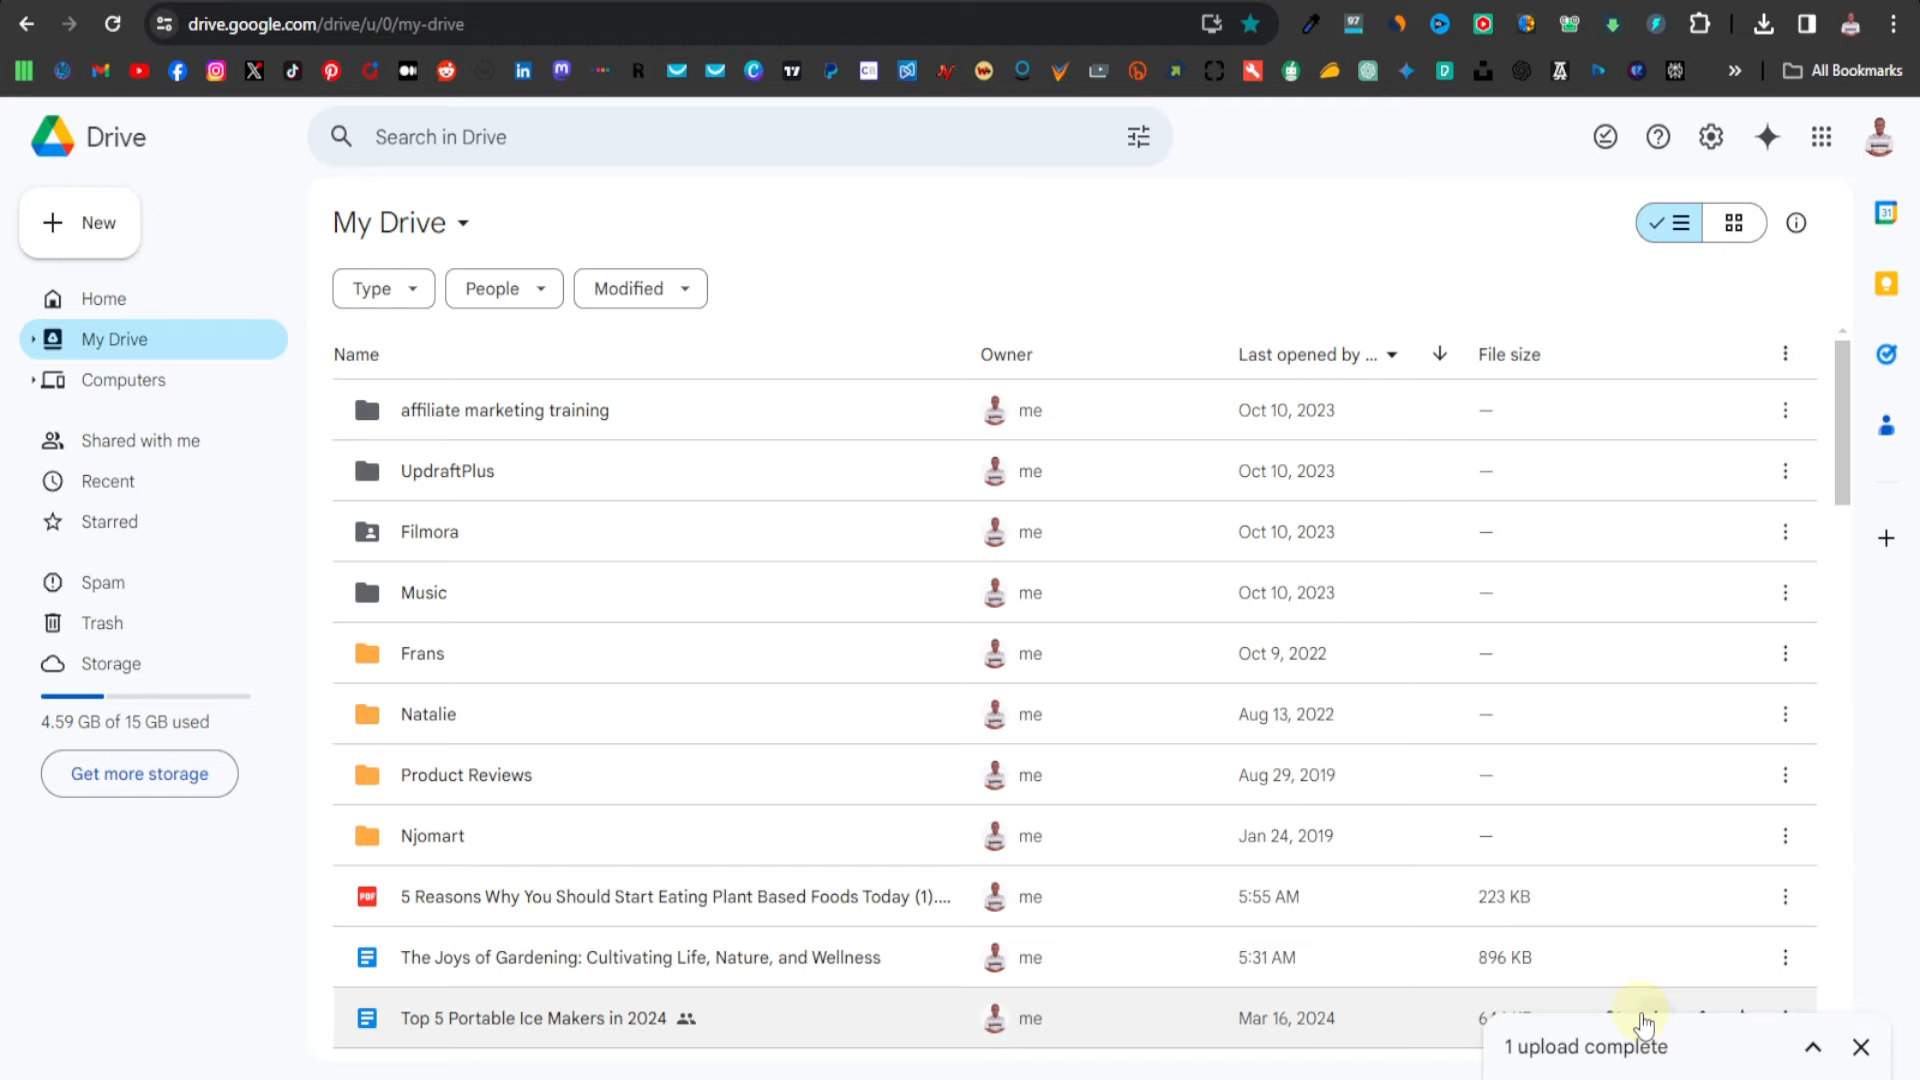 drive.google.com/drive/u/0/my-drive
97
All Bookmarks
Drive
Search in Drive
New
My Drive
31
Type
People
Modified
Home
My Drive
Computers
Shared with me
Recent
Starred
Spam
Trash
Storage
4.59 GB of 15 GB used
Get more storage
Name Owner Last opened by ... File size
affiliate marketing training me Oct 10, 2023 —
UpdraftPlus me Oct 10, 2023 —
Filmora me Oct 10, 2023 —
Music me Oct 10, 2023 —
Frans me Oct 9, 2022 —
Natalie me Aug 13, 2022 —
Product Reviews me Aug 29, 2019 —
Njomart me Jan 24, 2019 —
PDF 5 Reasons Why You Should Start Eating Plant Based Foods Today (1).... me 5:55 AM 223 KB
The Joys of Gardening: Cultivating Life, Nature, and Wellness me 5:31 AM 896 KB
Top 5 Portable Ice Makers in 2024 me Mar 16, 2024
1 upload complete